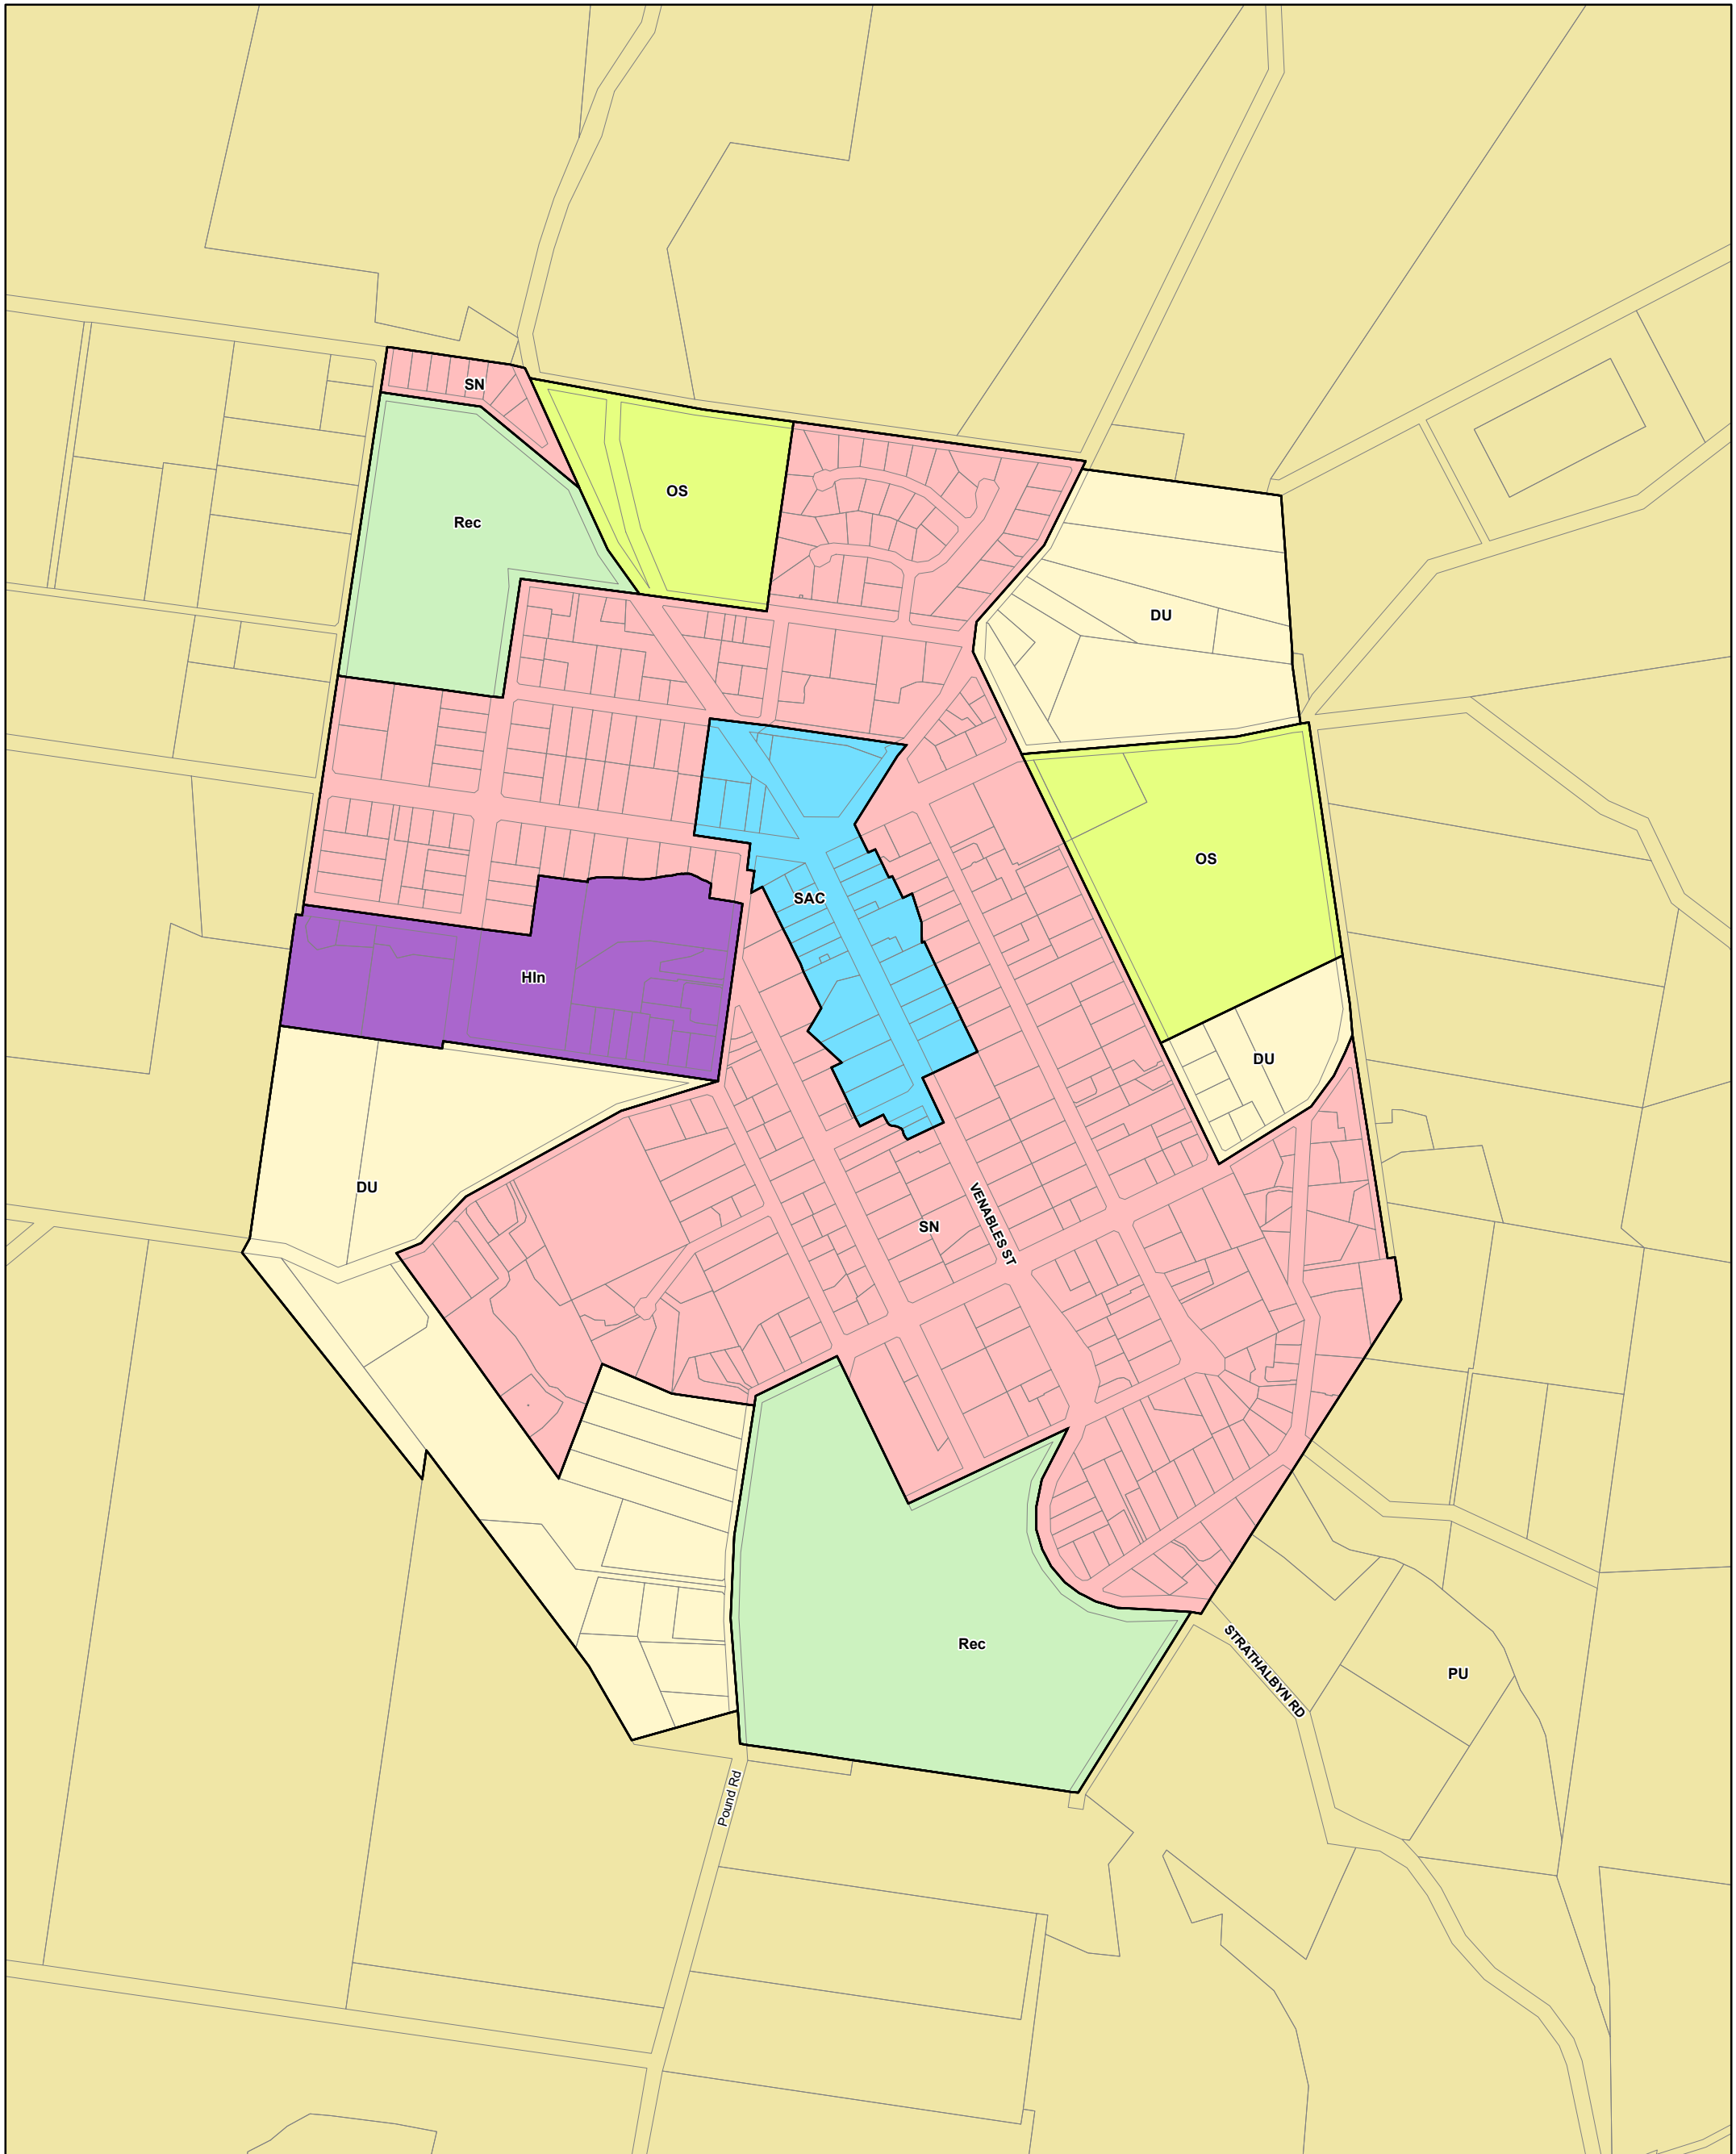 SN
OS
Rec
DU
OS
SAC
HIn
DU
DU
SN
VENABLES ST
Rec
STRATHALBYN RD
PU
Pound Rd